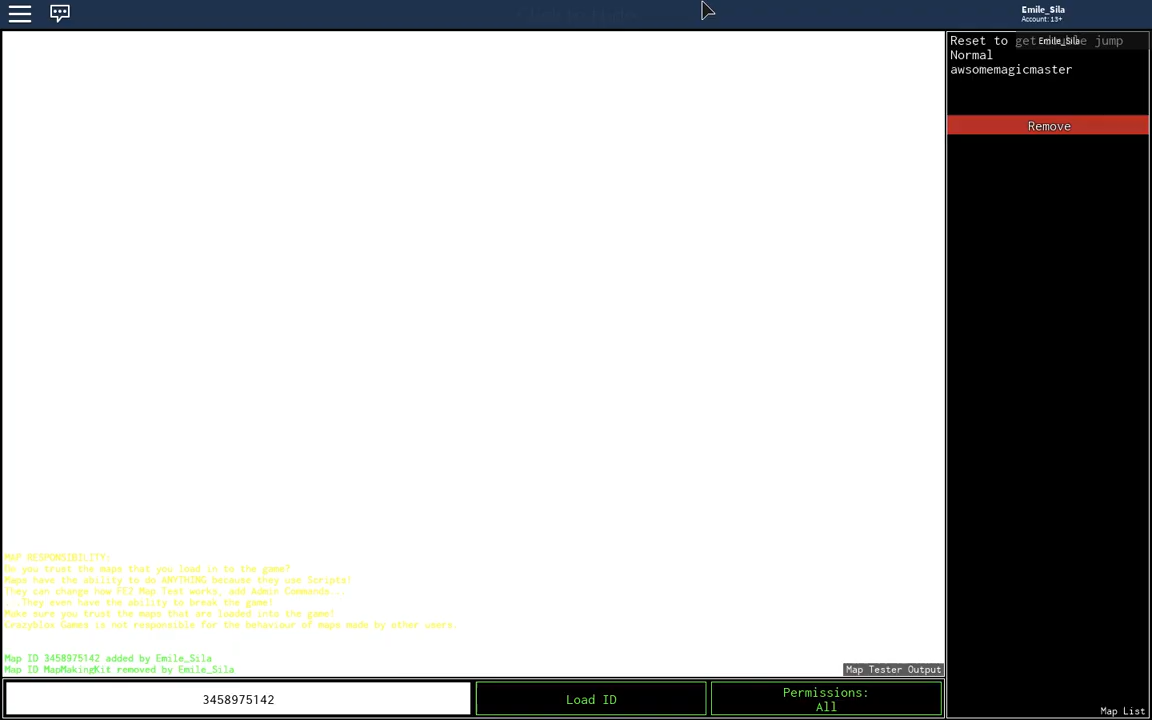 Emile_Sila
Account: 13+
Reset to get double jump
Emile_Sila
Normal
awsomemagicmaster
Remove
MAP RESPONSIBILITY:
Do you trust the maps that you load in to the game?
Maps have the ability to do ANYTHING because they use Scripts!
They can change how FE2 Map Test works, add Admin Commands...
...They even have the ability to break the game!
Make sure you trust the maps that are loaded into the game!
Crazyblox Games is not responsible for the behaviour of maps made by other users.
Map ID 3458975142 added by Emile_Sila
Map ID MapMakingKit removed by Emile_Sila
Map Tester Output
3458975142
Load ID
Permissions:
All
Map List